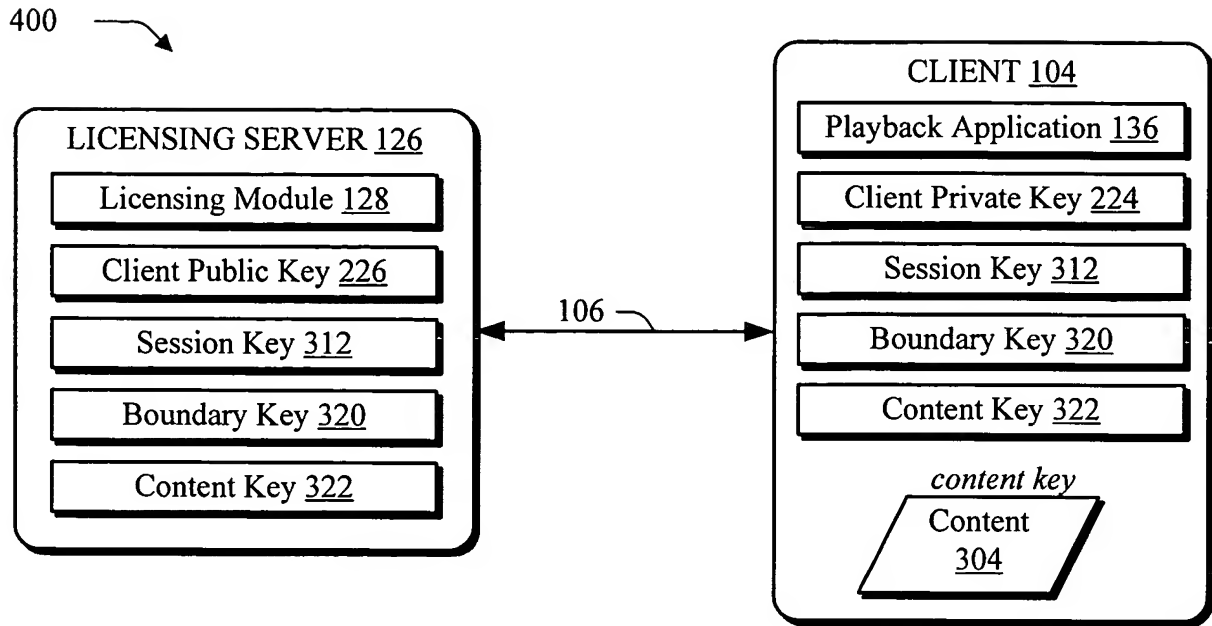 400
LICENSING SERVER 126
Licensing Module 128
Client Public Key 226
Session Key 312
Boundary Key 320
Content Key 322
106
CLIENT 104
Playback Application 136
Client Private Key 224
Session Key 312
Boundary Key 320
Content Key 322
content key
Content
304